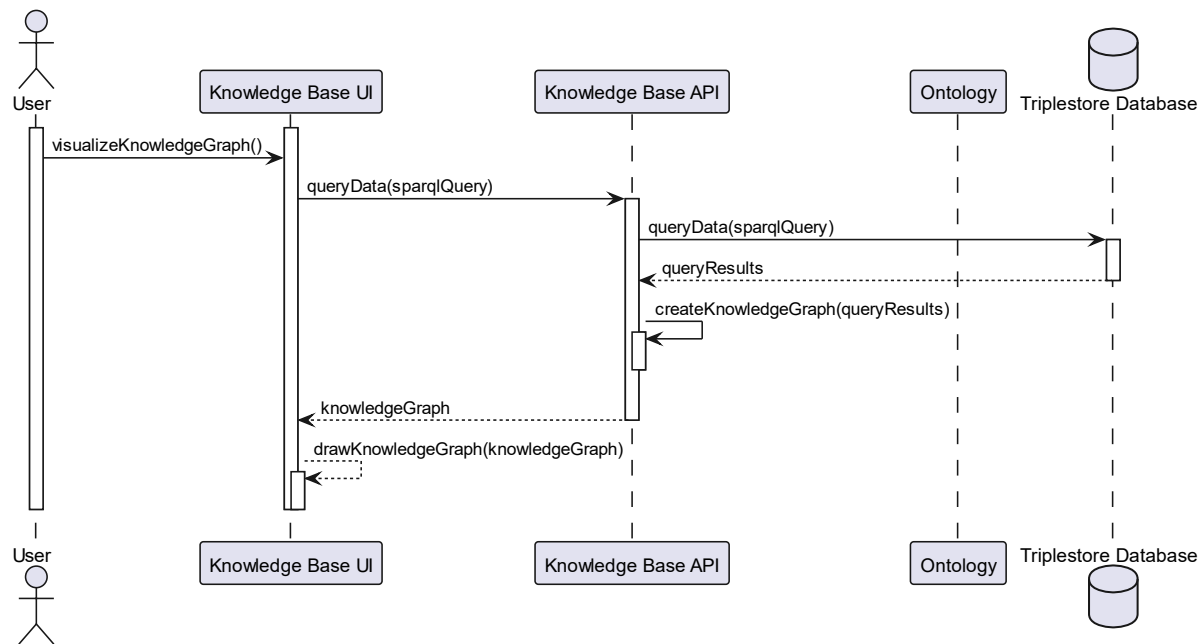 User
Knowledge Base UI
Knowledge Base API
Ontology
Triplestore Database
visualizeKnowledgeGraph()
queryData(sparqlQuery)
queryData(sparqlQuery)
queryResults
createKnowledgeGraph(queryResults)
knowledgeGraph
drawKnowledgeGraph(knowledgeGraph)
User
Knowledge Base UI
Knowledge Base API
Ontology
Triplestore Database